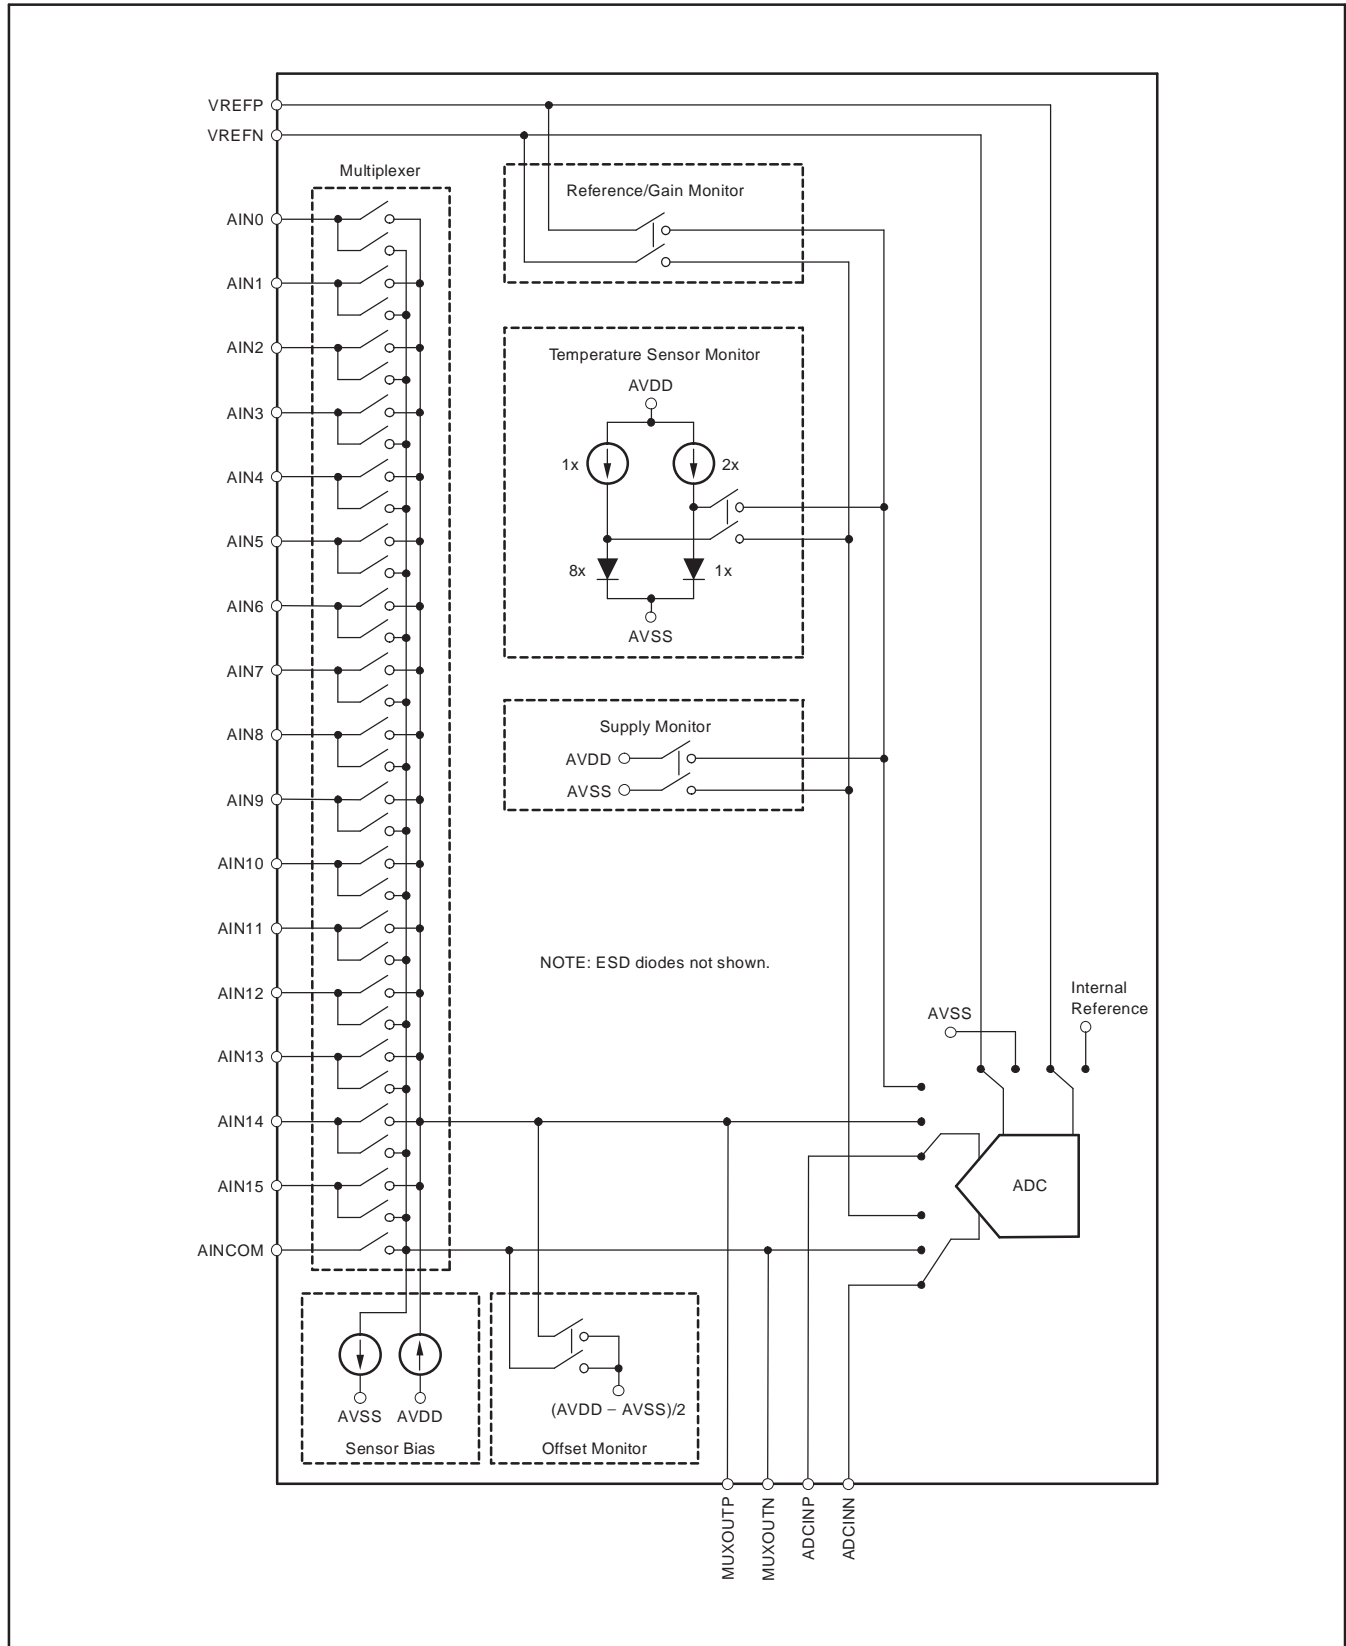 VREFP
VREFN
Multiplexer
Reference/Gain Monitor
AIN0
AIN1
AIN2
Temperature Sensor Monitor
AVDD
AIN3
1x
2x
AIN4
AIN5
8x
1x
AIN6
AVSS
AIN7
Supply Monitor
AIN8
AVDD
AVSS
AIN9
AIN10
AIN11
NOTE: ESD diodes not shown.
AIN12
Internal
Reference
AVSS
AIN13
AIN14
AIN15
ADC
AINCOM
(AVDD − AVSS)/2
AVSS
AVDD
Sensor Bias
Offset Monitor
MUXOUTP
MUXOUTN
ADCINP
ADCINN